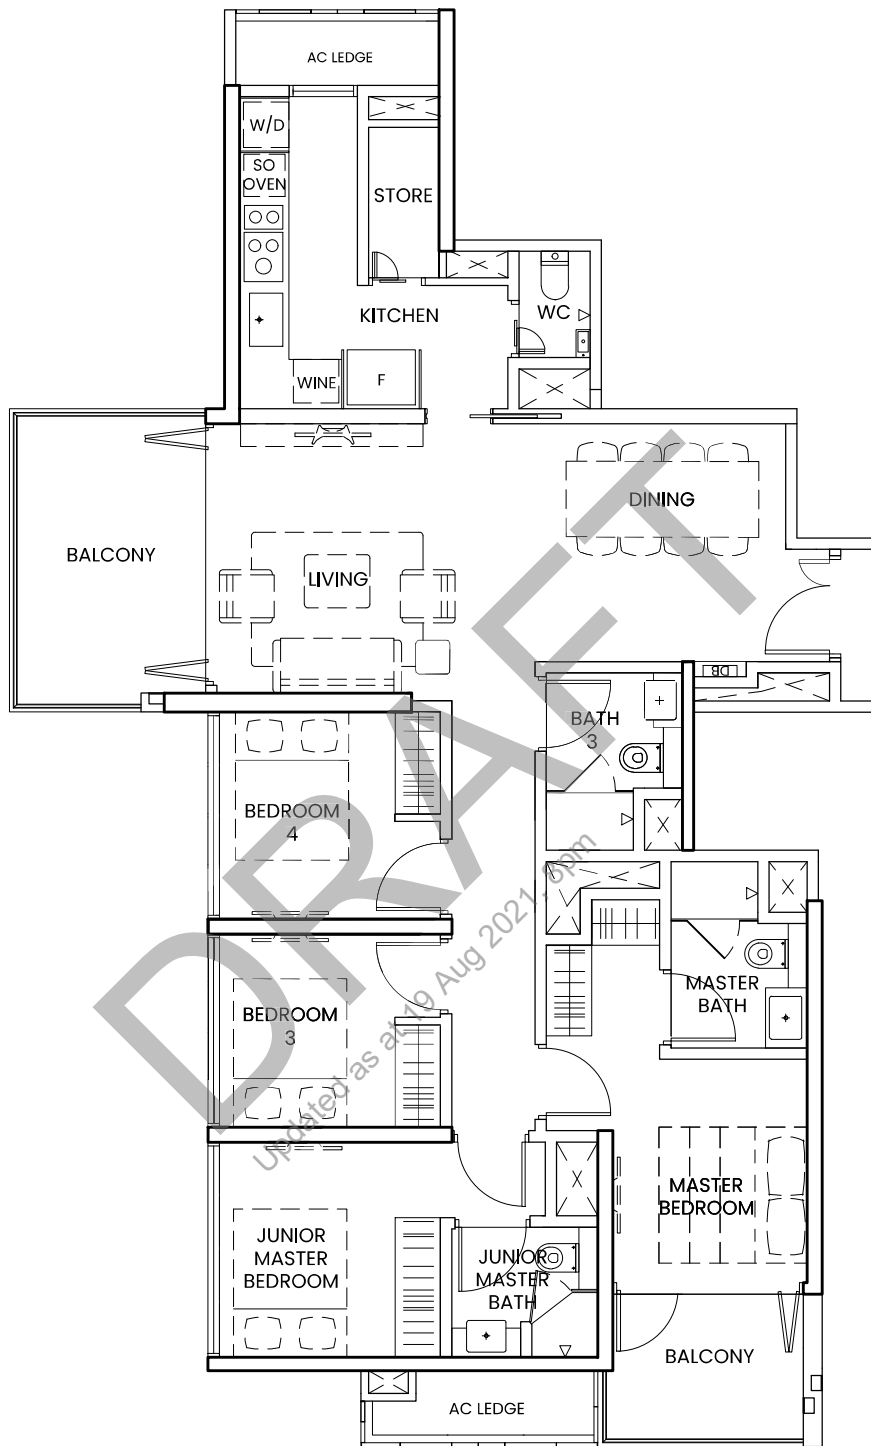 AC LEDGE
W/D
SO
OVEN
STORE
KITCHEN
WC
WINE
F
DINING
BALCONY
LIVING
DB
BATH
3
BEDROOM
4
DRAFT
Updated as at 19 Aug 2021, 8pm
MASTER
BATH
BEDROOM
3
MASTER
BEDROOM
JUNIOR
MASTER
BEDROOM
JUNIOR
MASTER
BATH
BALCONY
AC LEDGE